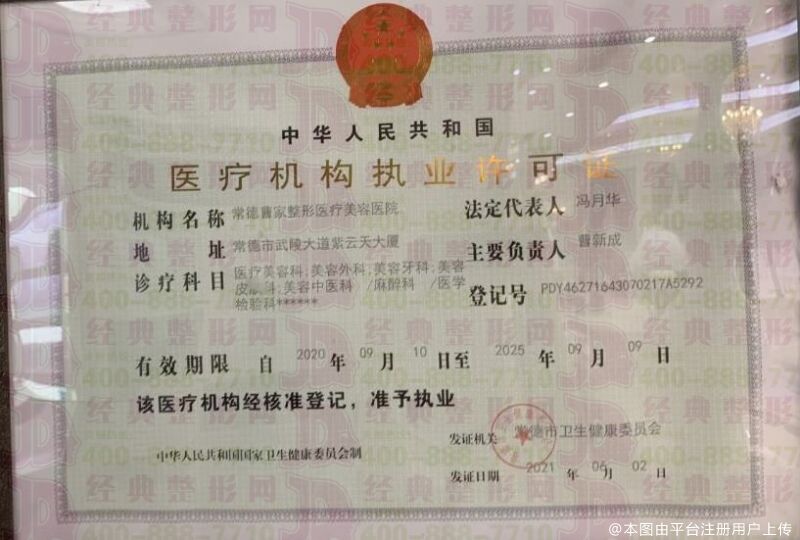 中华人民共和国
医疗机构执业许可证
机构名称 常德曹家整形医疗美容医院
法定代表人 冯月华
地址 常德市武陵大道紫云天大厦
主要负责人 曹新成
诊疗科目 医疗美容科;美容外科;美容牙科;美容
皮 科;美容中医科 /麻醉科 /医学
检验科******
登记号 PDY46271643070217A5292
有效期限 自 2020 年 09 月 10 日至 2025 年 09 月 09 日
该医疗机构经核准登记，准予执业
发证机关 常德市卫生健康委员会
中华人民共和国国家卫生健康委员会制
发证日期 2021 年 06 月 02 日
经典整形网
400-888-7710
@本图由平台注册用户上传